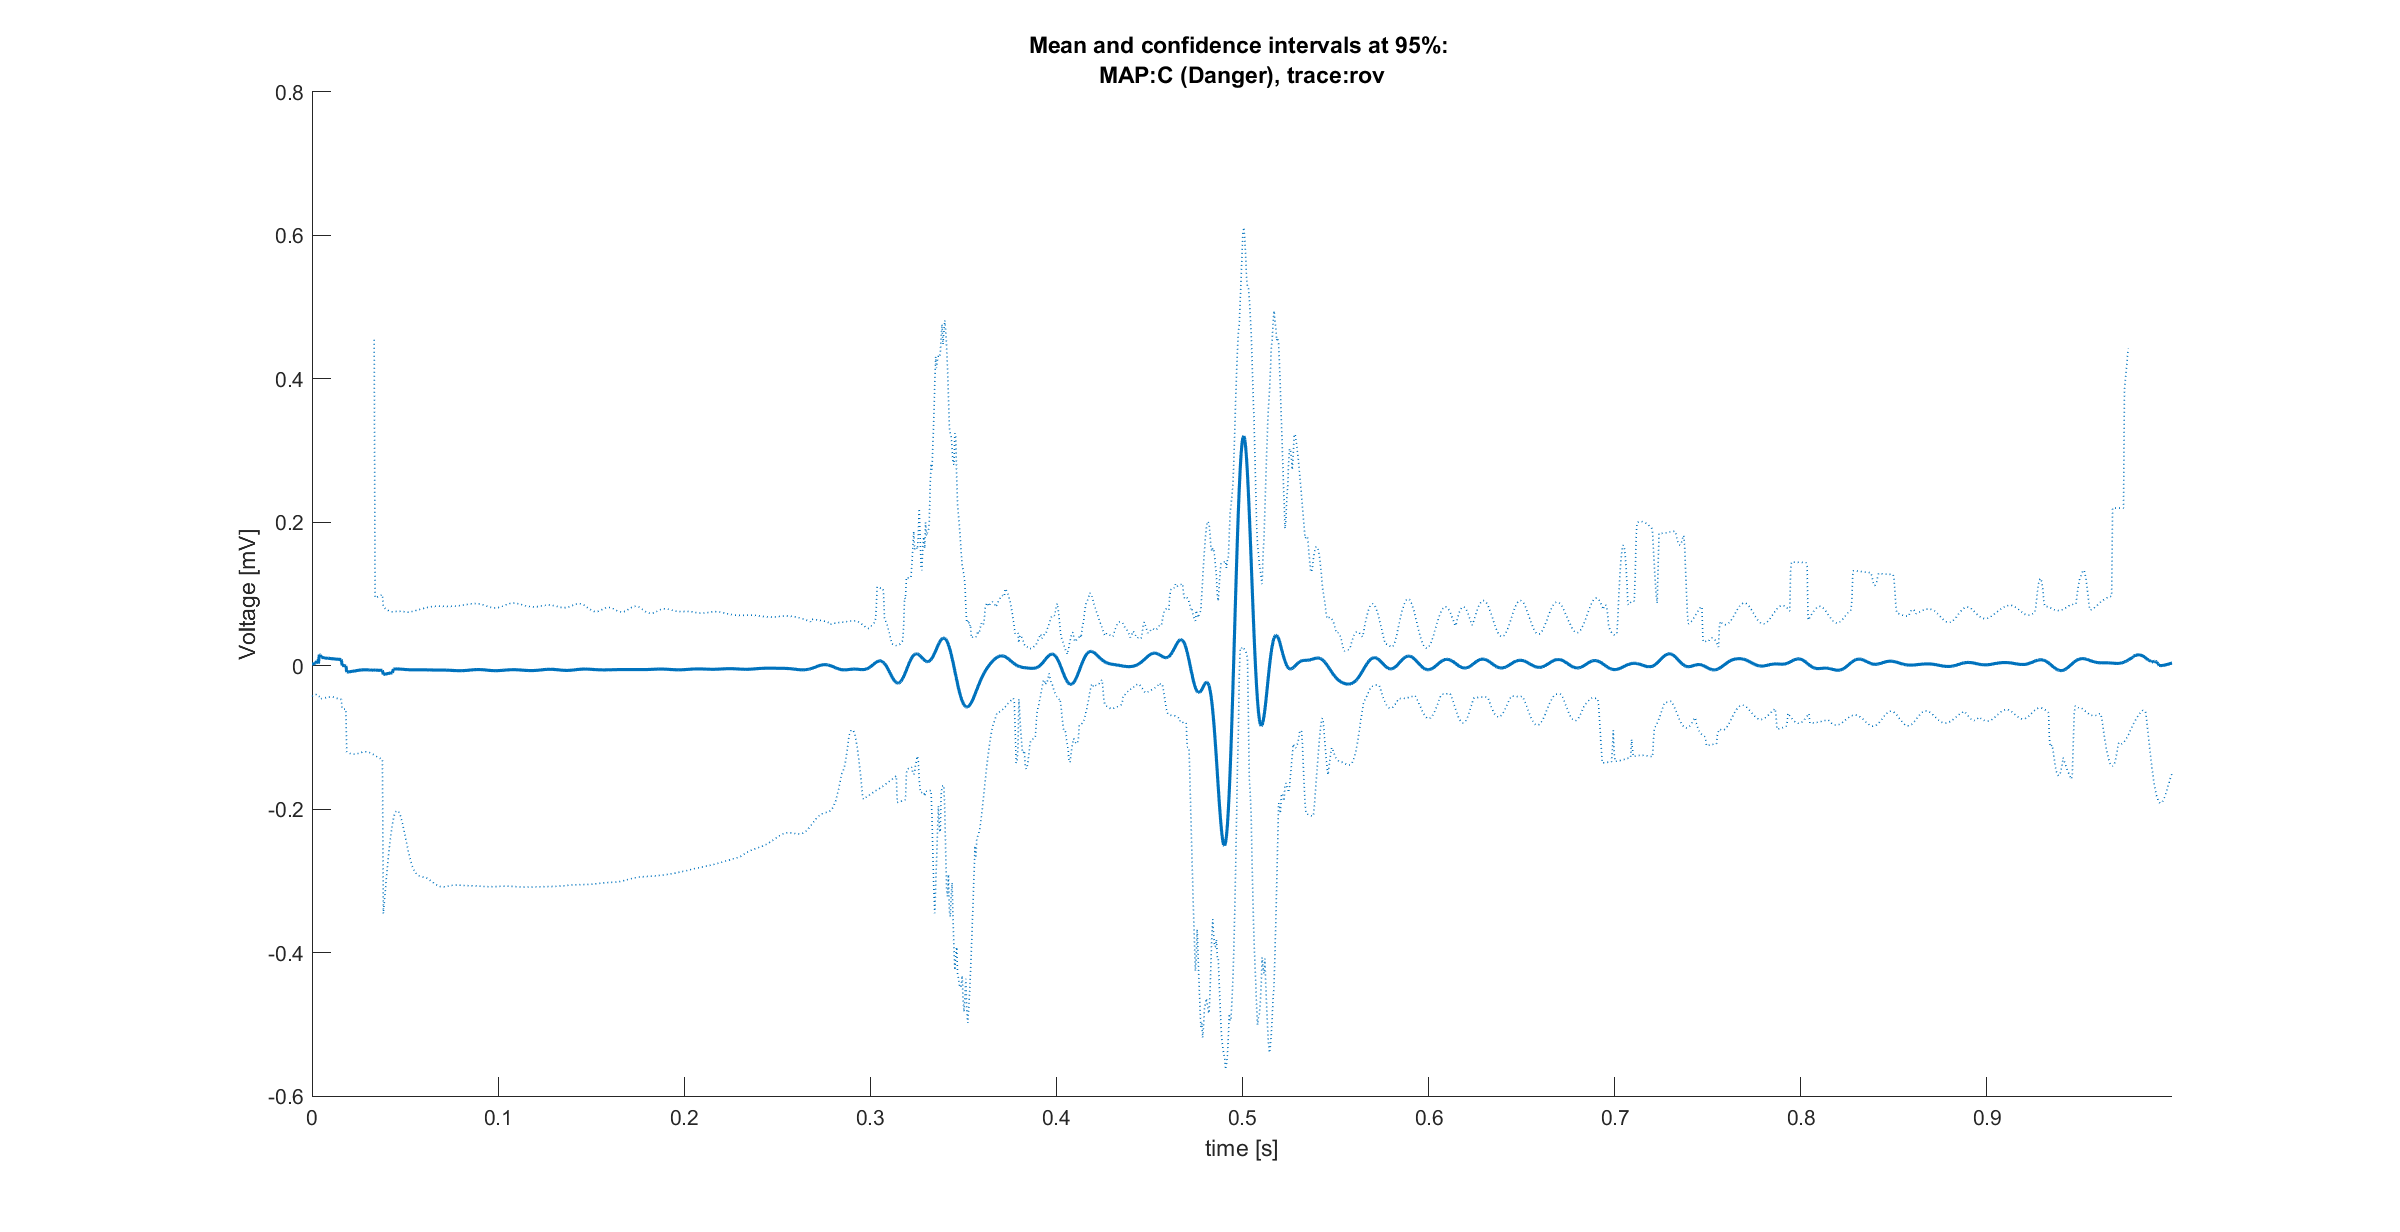 Mean and confidence intervals at 95%:
MAP:C (Danger), trace:rov
0.8
0.6
0.4
0.2
0
-0.2
-0.4
-0.6
Voltage [mV]
0 0.1 0.2 0.3 0.4 0.5 0.6 0.7 0.8 0.9
time [s]